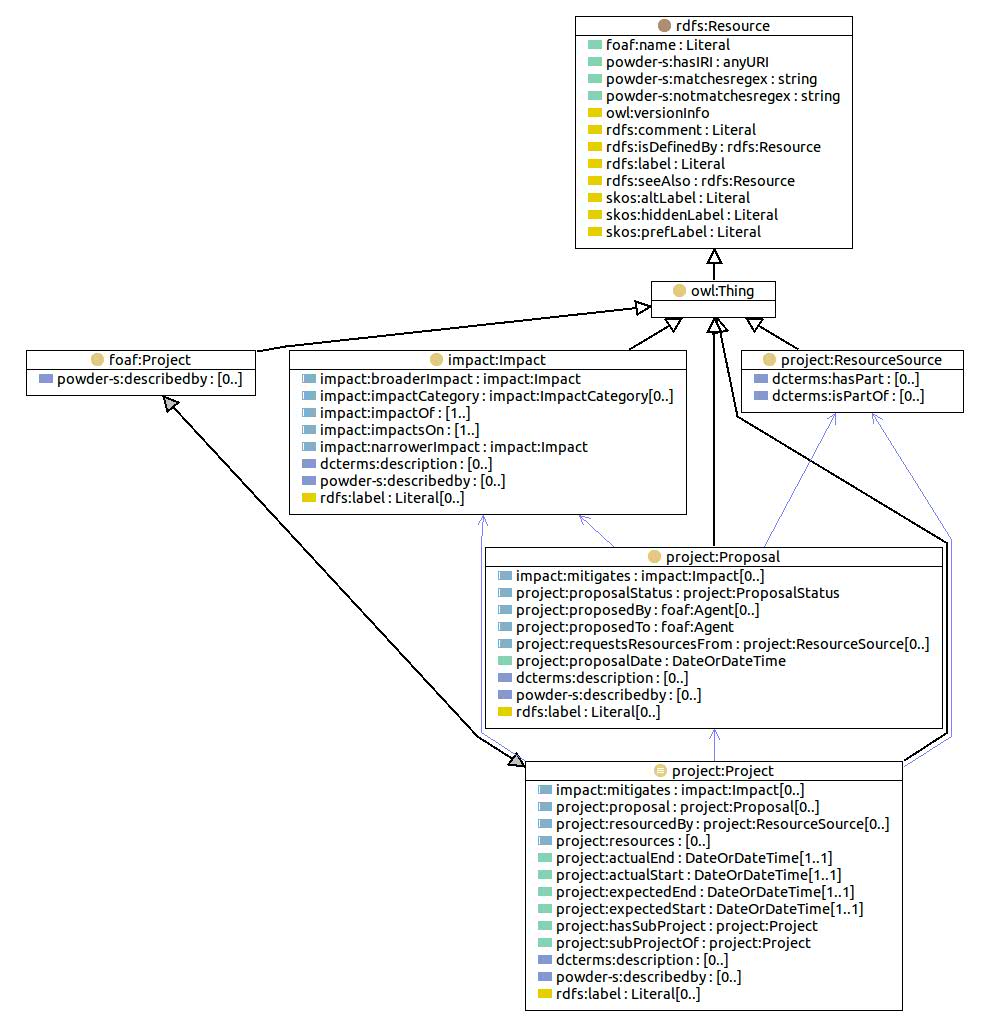 rdfs:Resource
foaf:name : Literal
powder-s:hasIRI : anyURI
powder-s:matchesregex : string
powder-s:notmatchesregex : string
owl:versionInfo
rdfs:comment : Literal
rdfs:isDefinedBy : rdfs:Resource
rdfs:label : Literal
rdfs:seeAlso : rdfs:Resource
skos:altLabel : Literal
skos:hiddenLabel : Literal
skos:prefLabel : Literal
owl:Thing
foaf:Project
powder-s:describedby : [0..]
impact:Impact
impact:broaderImpact : impact:Impact
impact:impactCategory : impact:ImpactCategory[0..]
impact:impactOf : [1..]
impact:impactsOn : [1..]
impact:narrowerImpact : impact:Impact
dcterms:description : [0..]
powder-s:describedby : [0..]
rdfs:label : Literal[0..]
project:ResourceSource
dcterms:hasPart : [0..]
dcterms:isPartOf : [0..]
project:Proposal
impact:mitigates : impact:Impact[0..]
project:proposalStatus : project:ProposalStatus
project:proposedBy : foaf:Agent[0..]
project:proposedTo : foaf:Agent
project:requestsResourcesFrom : project:ResourceSource[0..]
project:proposalDate : DateOrDateTime
dcterms:description : [0..]
powder-s:describedby : [0..]
rdfs:label : Literal[0..]
project:Project
impact:mitigates : impact:Impact[0..]
project:proposal : project:Proposal[0..]
project:resourcedBy : project:ResourceSource[0..]
project:resources : [0..]
project:actualEnd : DateOrDateTime[1..1]
project:actualStart : DateOrDateTime[1..1]
project:expectedEnd : DateOrDateTime[1..1]
project:expectedStart : DateOrDateTime[1..1]
project:hasSubProject : project:Project
project:subProjectOf : project:Project
dcterms:description : [0..]
powder-s:describedby : [0..]
rdfs:label : Literal[0..]